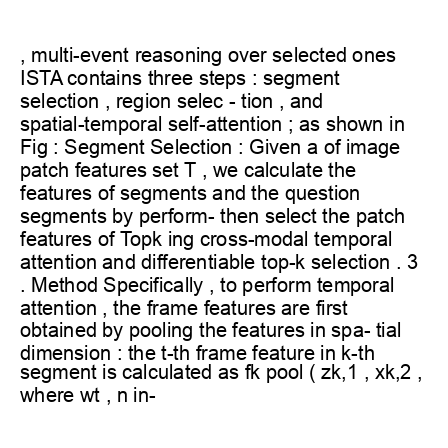 , multi-event reasoning over selected ones
ISTA contains three steps : segment
selection , region selec - tion , and
spatial-temporal self-attention ; as shown in
Fig : Segment Selection : Given a of image
patch features set T , we calculate the
features of segments and the question
segments by perform- then select the patch
features of Topk ing cross-modal temporal
attention and differentiable top-k selection . 3
. Method Specifically , to perform temporal
attention , the frame features are first
obtained by pooling the features in spa- tial
dimension : the t-th frame feature in k-th
segment is calculated as fk pool ( zk,1 , xk,2 ,
where wt , n in-